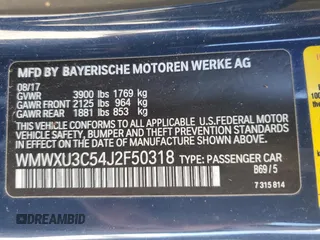 MFD BY BAYERISCHE MOTOREN WERKE AG
08/17
GVWR 3900 lbs 1769 kg
GAWR FRONT 2125 lbs 964 kg
GAWR REAR 1881 lbs 853 kg
THIS VEHICLE CONFORMS TO ALL APPLICABLE U.S.FEDERAL MOTOR
VEHICLE SAFETY, BUMPER, AND THEFT PREVENTION STANDARDS IN
EFFECT ON THE DATE OF MANUFACTURE SHOWN ABOVE.
WMWXU3C54J2F50318 TYPE: PASSENGER CAR
B69 / 5
7 315 814
DREAMBID